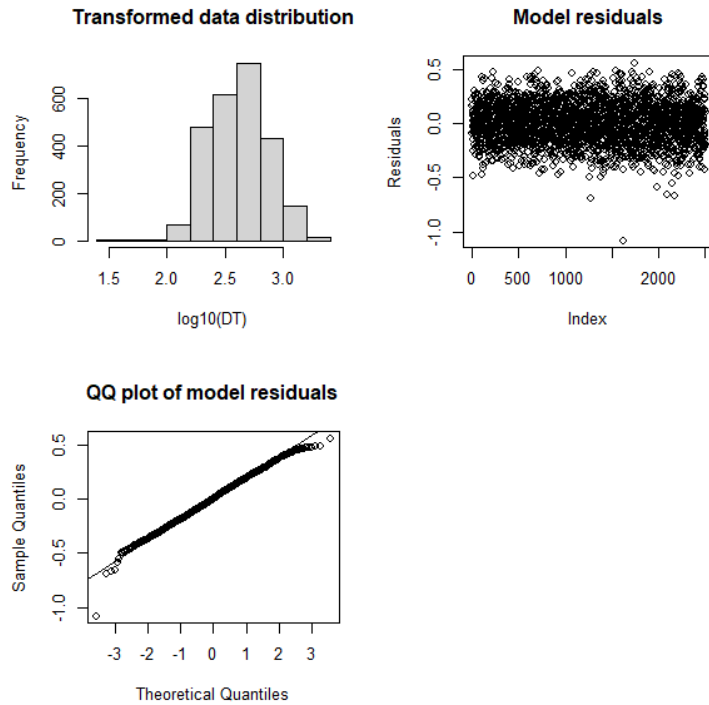 Transformed data distribution
Frequency
0 200 400 600
1.5 2.0 2.5 3.0
log10(DT)
Model residuals
Residuals
-1.0 -0.5 0.0 0.5
0 500 1000 2000
Index
QQ plot of model residuals
Sample Quantiles
-1.0 -0.5 0.0 0.5
-3 -2 -1 0 1 2 3
Theoretical Quantiles